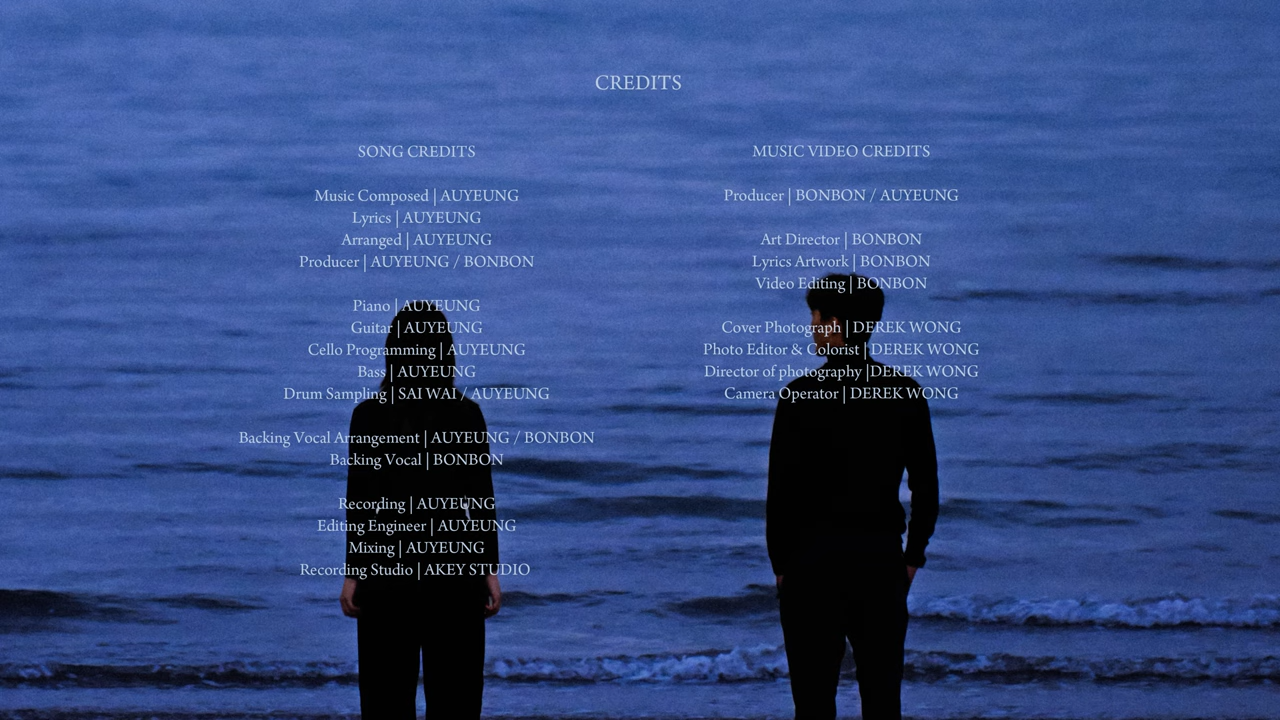 CREDITS
SONG CREDITS
Music Composed | AUYEUNG
Lyrics | AUYEUNG
Arranged | AUYEUNG
Producer | AUYEUNG / BONBON
Piano | AUYEUNG
Guitar | AUYEUNG
Cello Programming | AUYEUNG
Bass | AUYEUNG
Drum Sampling | SAI WAI / AUYEUNG
Backing Vocal Arrangement | AUYEUNG / BONBON
Backing Vocal | BONBON
Recording | AUYEUNG
Editing Engineer | AUYEUNG
Mixing | AUYEUNG
Recording Studio | AKEY STUDIO
MUSIC VIDEO CREDITS
Producer | BONBON / AUYEUNG
Art Director | BONBON
Lyrics Artwork | BONBON
Video Editing | BONBON
Cover Photograph | DEREK WONG
Photo Editor & Colorist | DEREK WONG
Director of photography |DEREK WONG
Camera Operator | DEREK WONG